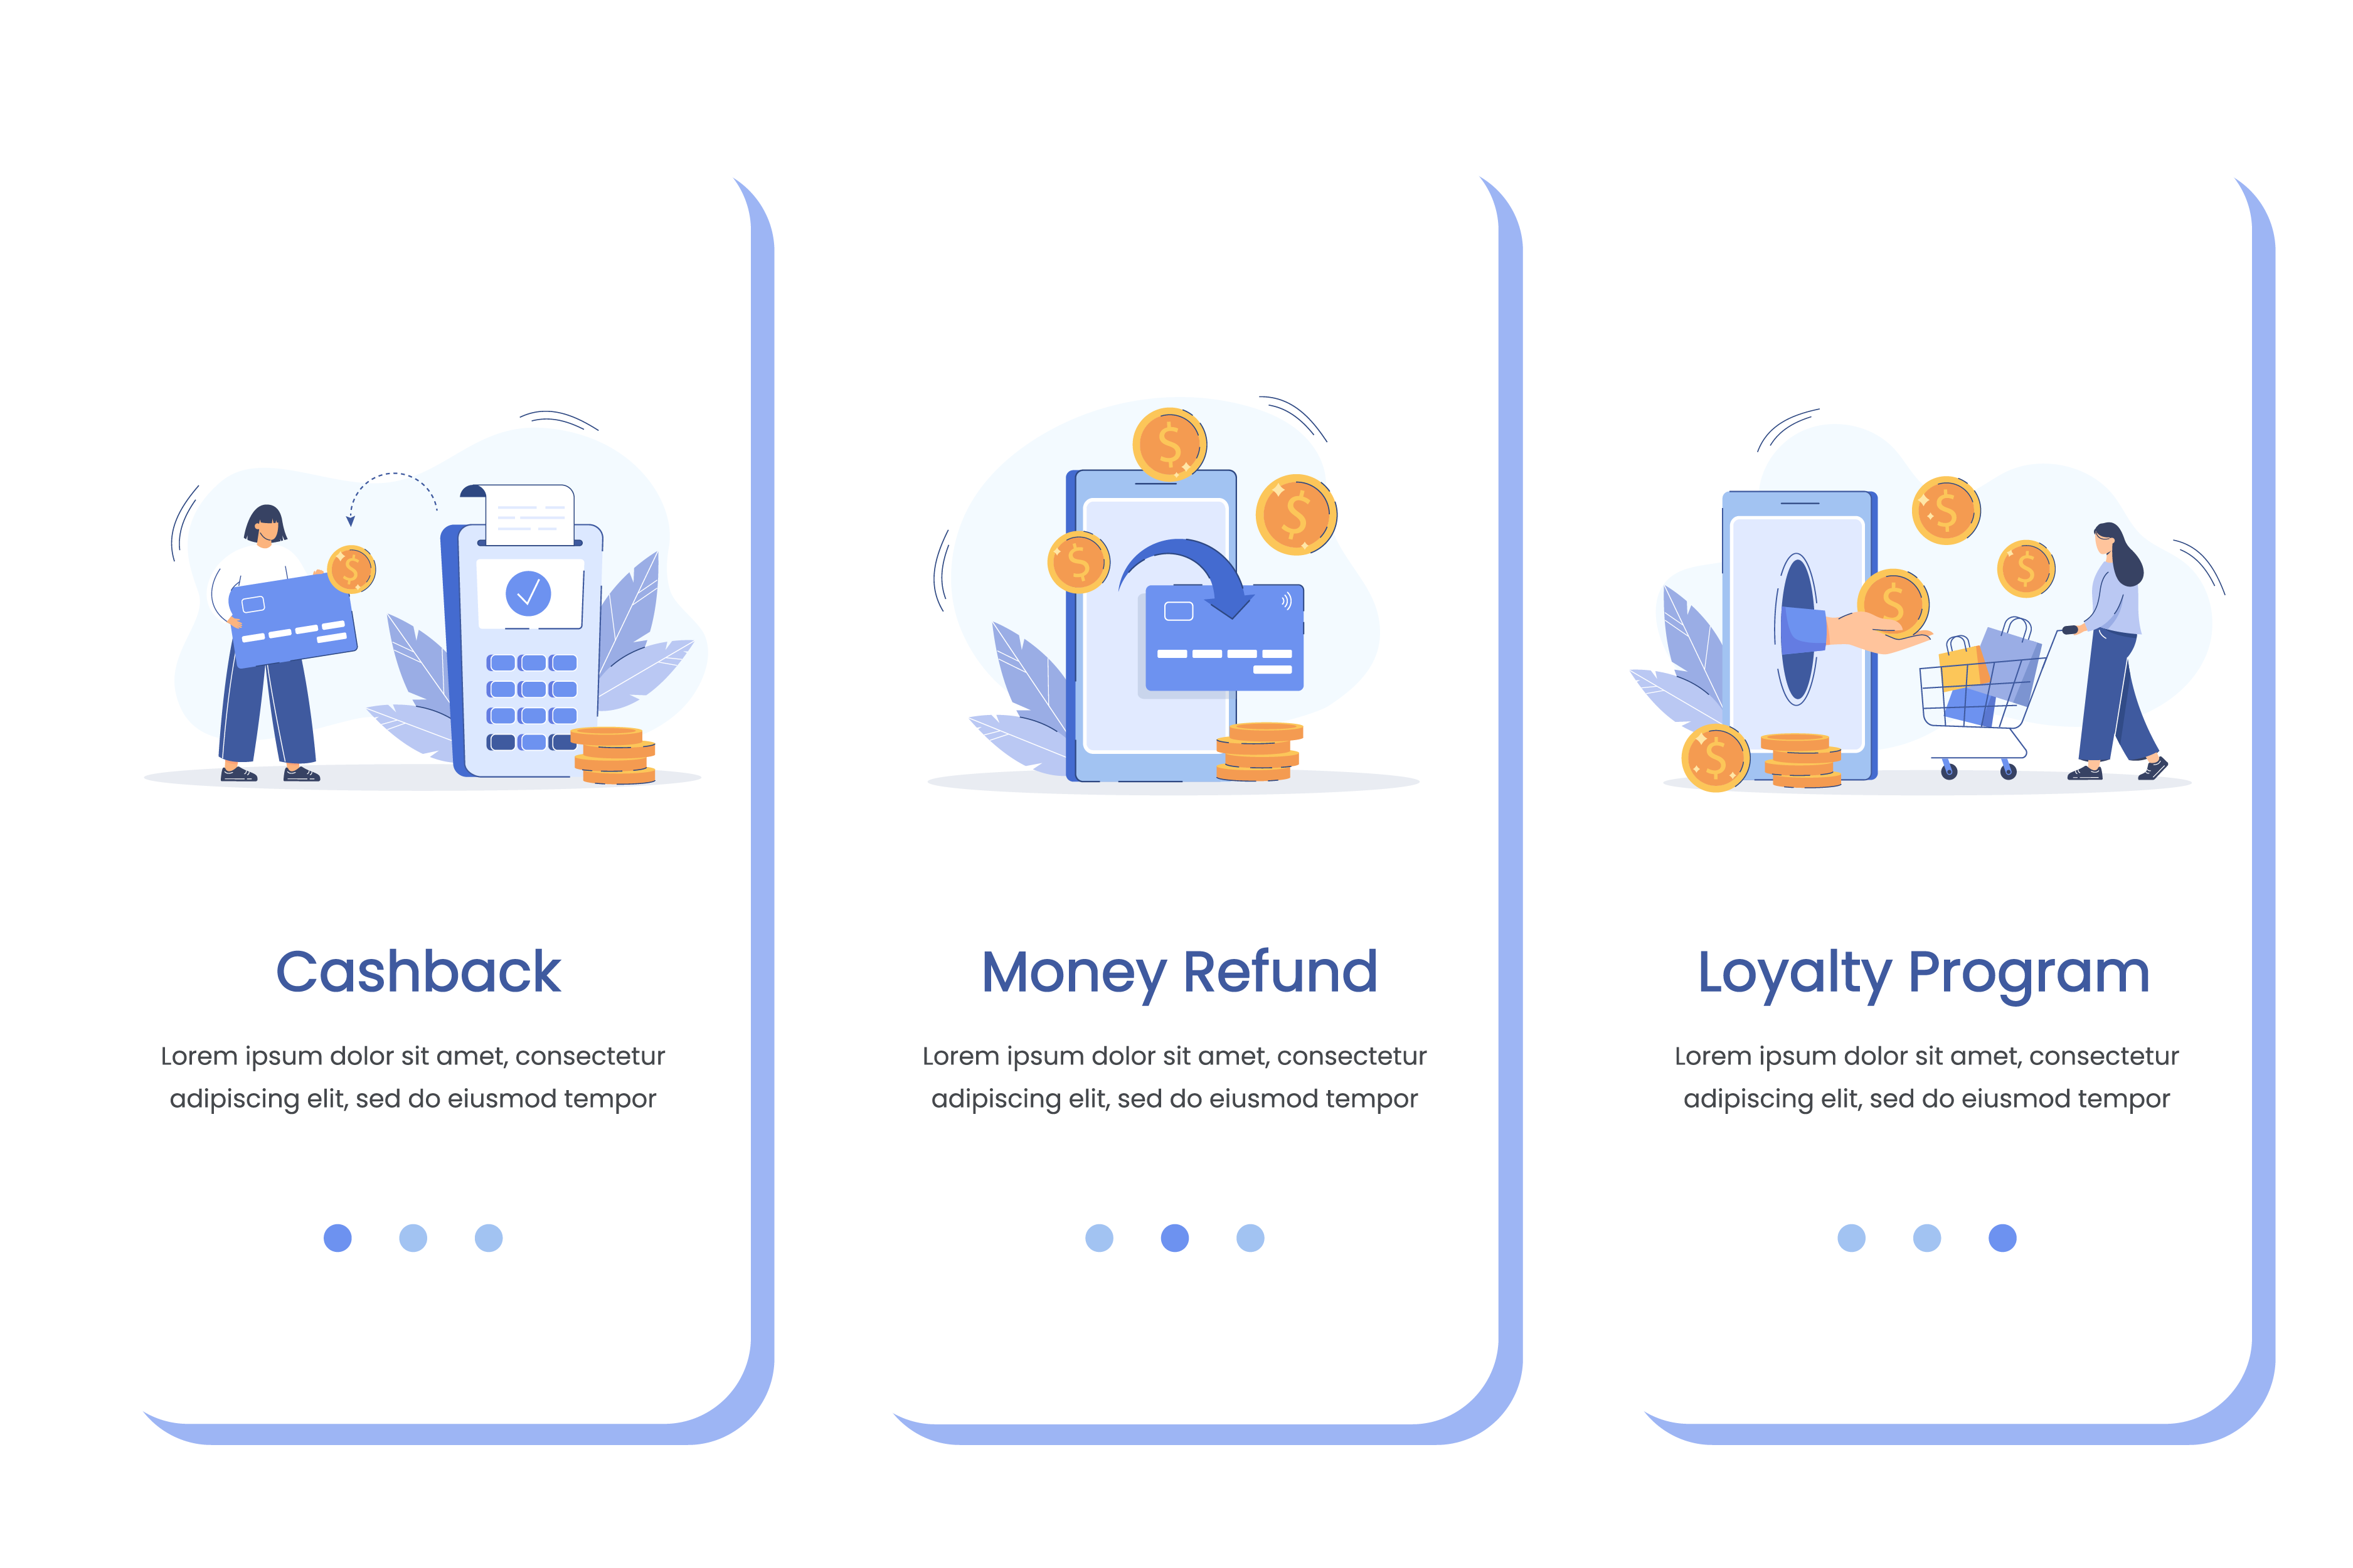 Cashback
Lorem ipsum dolor sit amet, consectetur
adipiscing elit, sed do eiusmod tempor
Money Refund
Lorem ipsum dolor sit amet, consectetur
adipiscing elit, sed do eiusmod tempor
Loyalty Program
Lorem ipsum dolor sit amet, consectetur
adipiscing elit, sed do eiusmod tempor